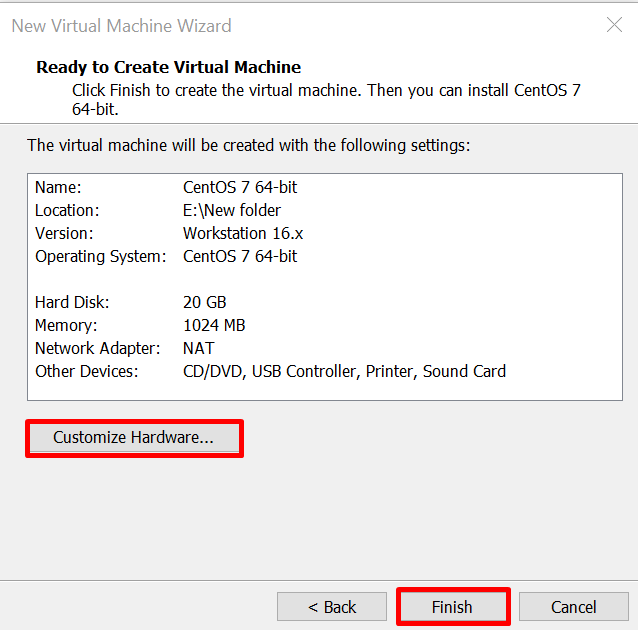 New Virtual Machine Wizard
Ready to Create Virtual Machine
Click Finish to create the virtual machine. Then you can install CentOS 7
64-bit.
The virtual machine will be created with the following settings:
Name: CentOS 7 64-bit
Location: E:\New folder
Version: Workstation 16.x
Operating System: CentOS 7 64-bit
Hard Disk: 20 GB
Memory: 1024 MB
Network Adapter: NAT
Other Devices: CD/DVD, USB Controller, Printer, Sound Card
Customize Hardware...
< Back Finish Cancel